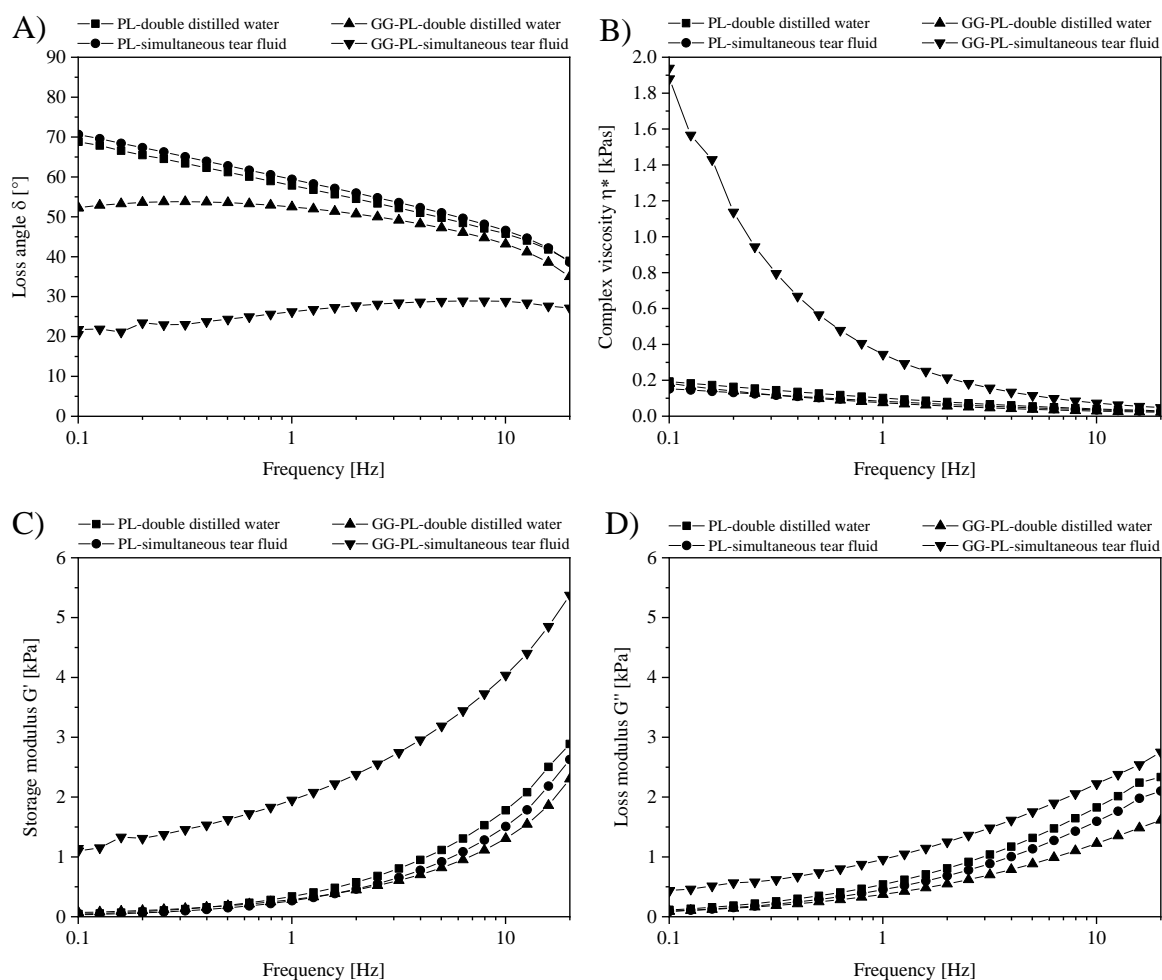 A)
PL-double distilled water GG-PL-double distilled water
PL-simultaneous tear fluid GG-PL-simultaneous tear fluid
90
80
70
60
50
40
30
20
10
0
Loss angle δ [°]
0.1 1 10
Frequency [Hz]
B)
PL-double distilled water GG-PL-double distilled water
PL-simultaneous tear fluid GG-PL-simultaneous tear fluid
2.0
1.8
1.6
1.4
1.2
1.0
0.8
0.6
0.4
0.2
0.0
Complex viscosity η* [kPas]
0.1 1 10
Frequency [Hz]
C)
PL-double distilled water GG-PL-double distilled water
PL-simultaneous tear fluid GG-PL-simultaneous tear fluid
6
5
4
3
2
1
0
Storage modulus G' [kPa]
0.1 1 10
Frequency [Hz]
D)
PL-double distilled water GG-PL-double distilled water
PL-simultaneous tear fluid GG-PL-simultaneous tear fluid
6
5
4
3
2
1
0
Loss modulus G'' [kPa]
0.1 1 10
Frequency [Hz]